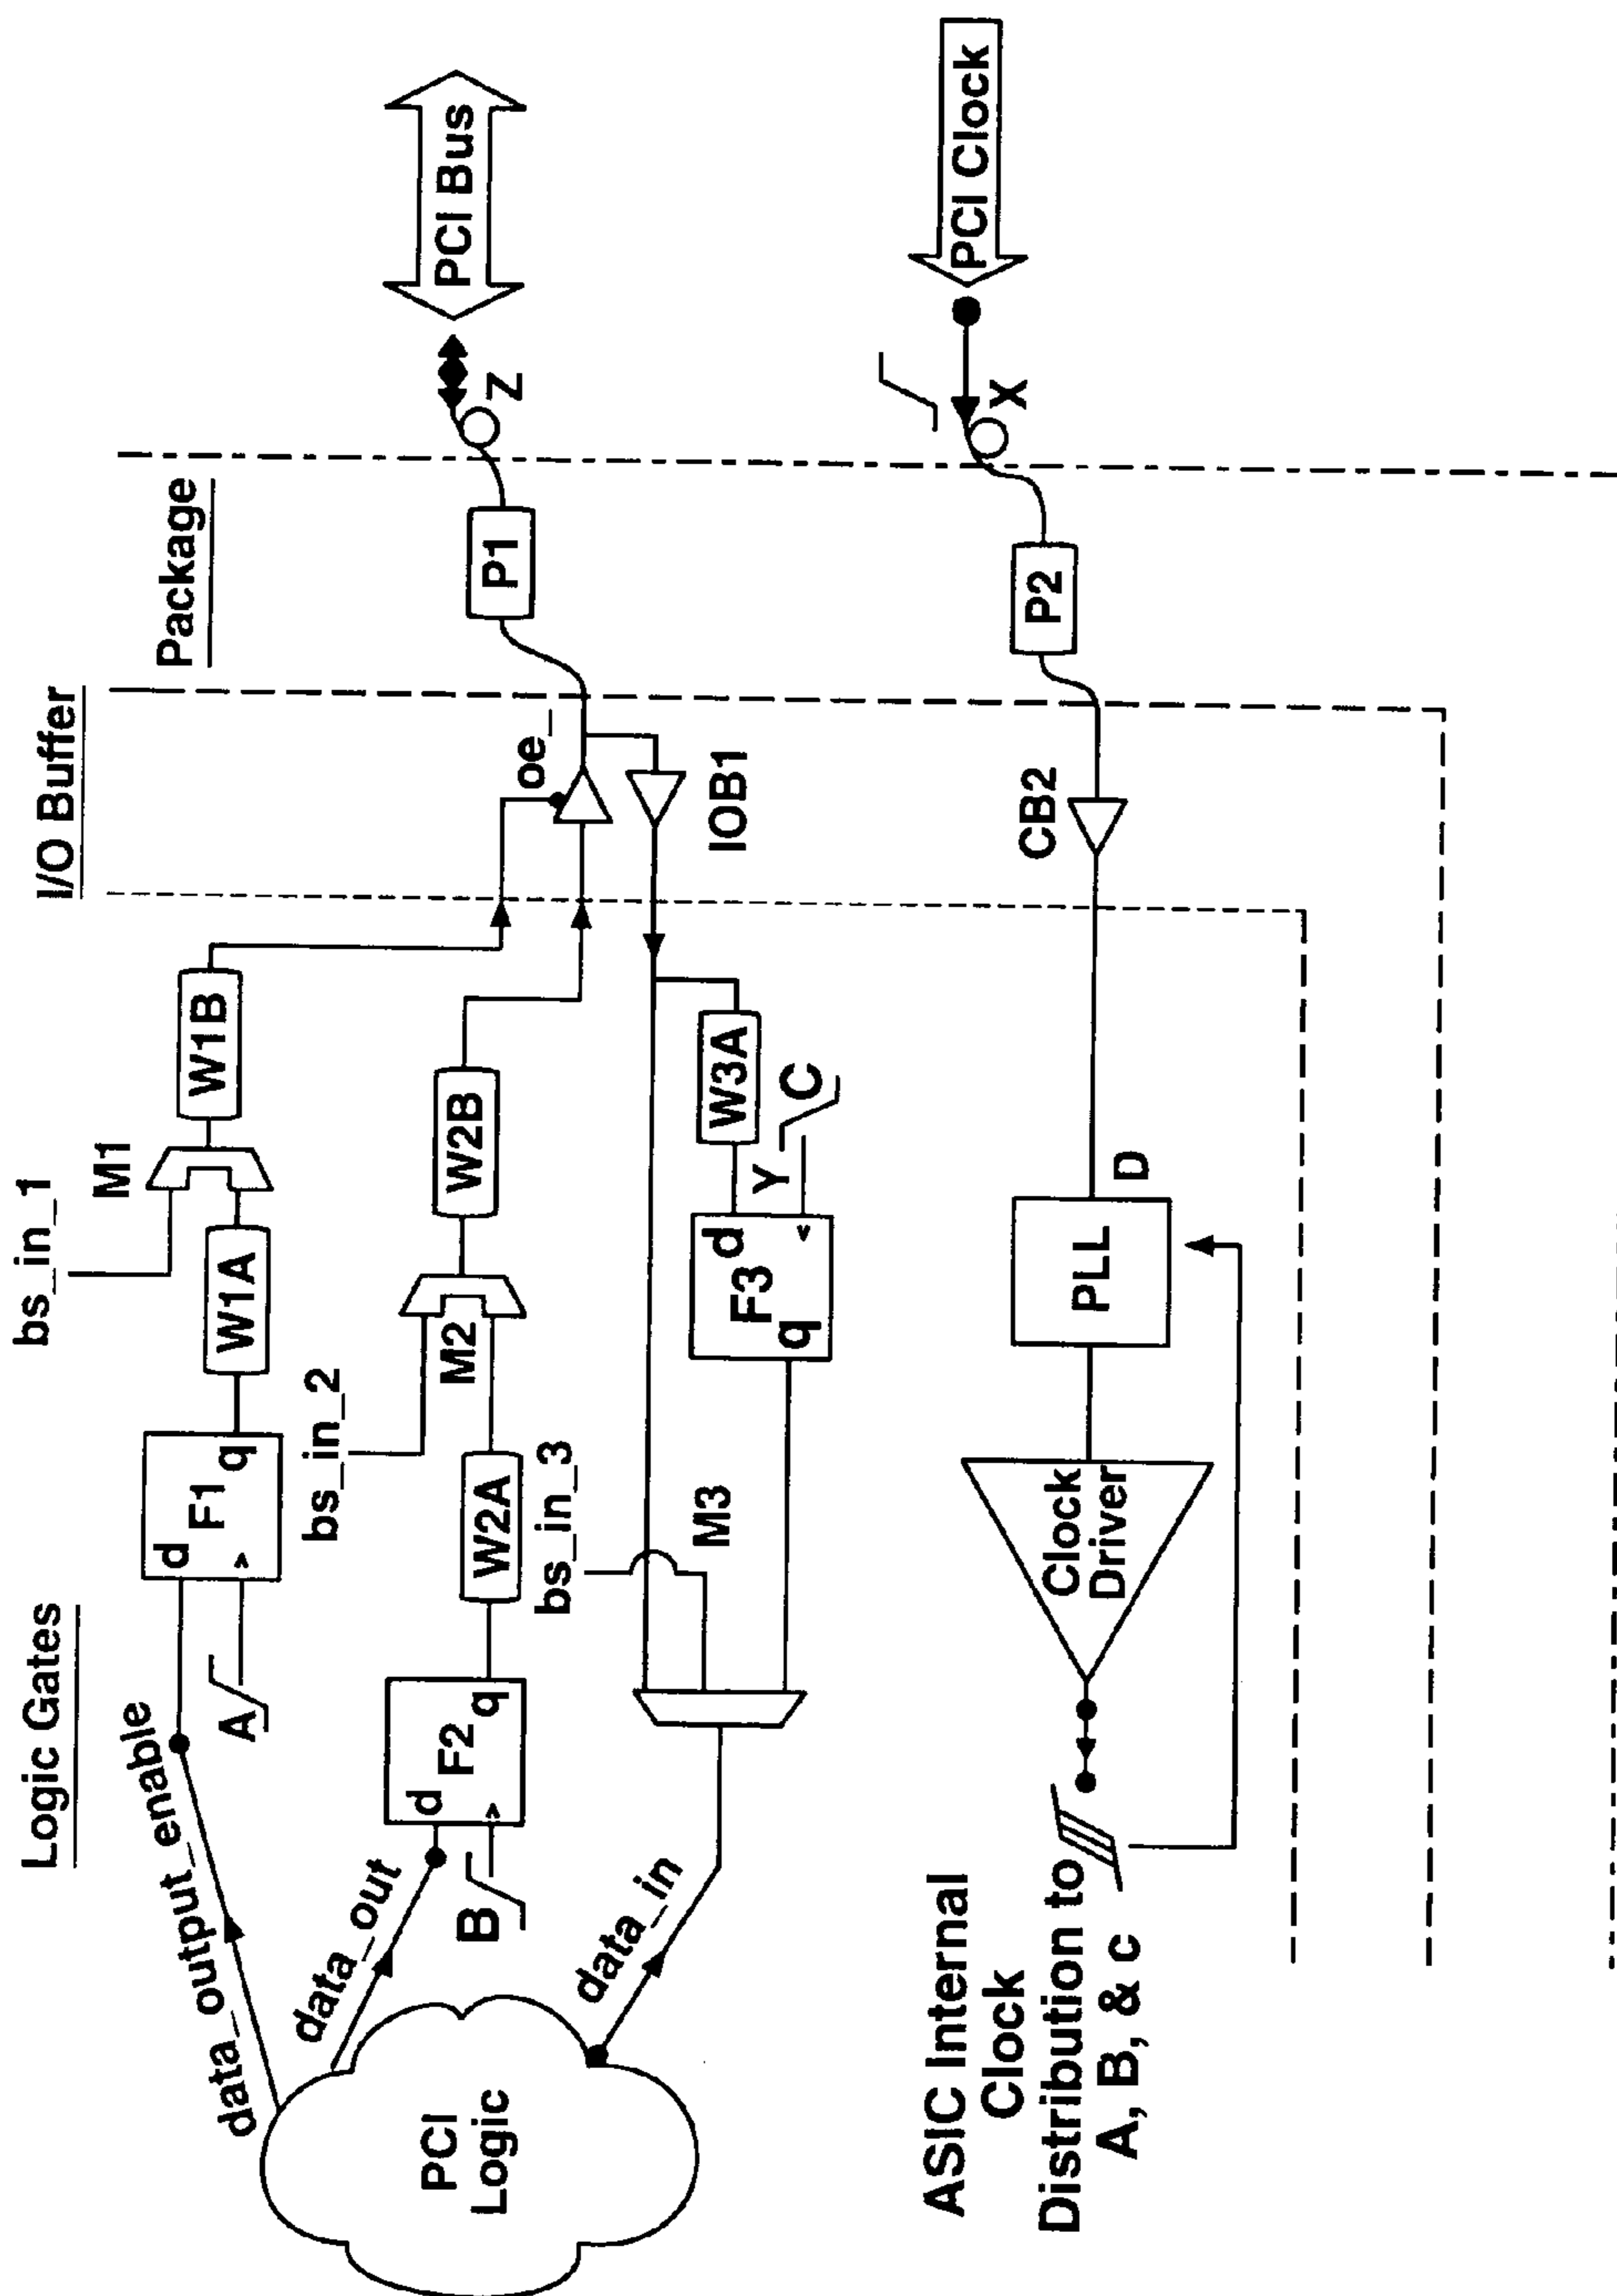 Logic Gates
I/O Buffer
Package
bs_in_1
M1
data_output_enable
d
F1
q
A
W1A
W1B
bs_in_2
oe_
data_out
d
F2
q
B
W2A
M2
W2B
P1
Z
PCI Bus
bs_in_3
PCI
Logic
data_in
M3
F3
d
q
Y
C
W3A
IOB1
ASIC Internal
Clock
Distribution to
A, B, & c
Clock
Driver
PLL
D
CB2
P2
X
PCI Clock